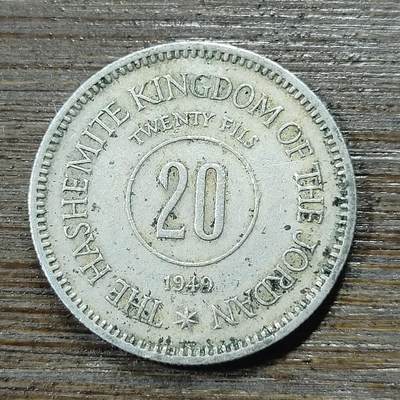 THE HASHEMITE KINGDOM OF THE JORDAN
TWENTY FILS
20
1949